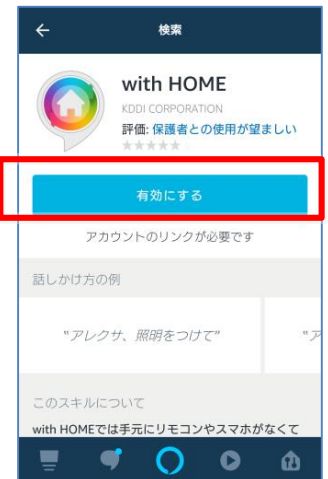 検索
with HOME
KDDI CORPORATION
評価: 保護者との使用が望ましい
有効にする
アカウントのリンクが必要です
話しかけ方の例
"アレクサ、照明をつけて"
"ア
このスキルについて
with HOMEでは手元にリモコンやスマホがなくて